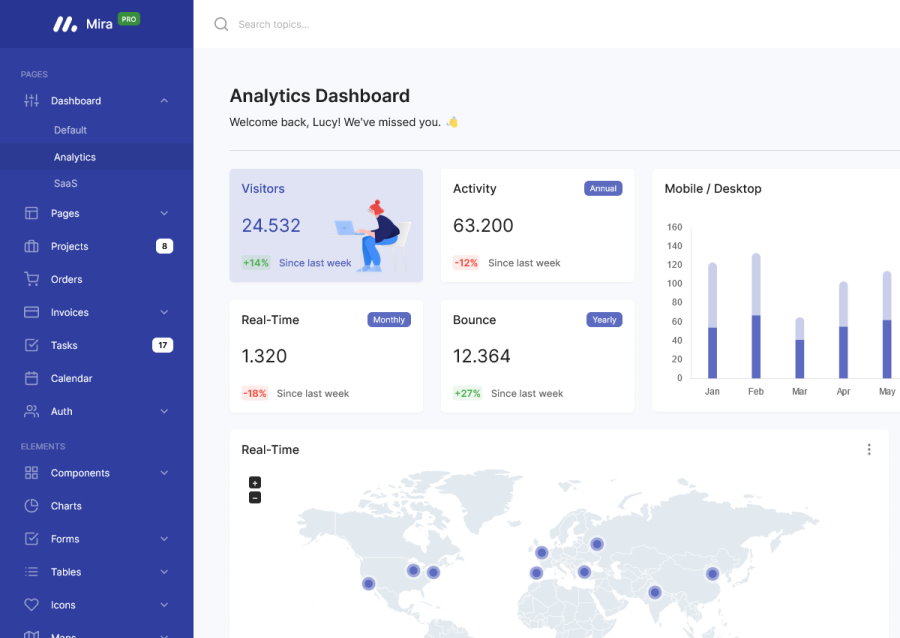 Mira PRO
Search topics...
PAGES
Dashboard
Default
Analytics
SaaS
Pages
Projects 8
Orders
Invoices
Tasks 17
Calendar
Auth
ELEMENTS
Components
Charts
Forms
Tables
Icons
Maps
Analytics Dashboard
Welcome back, Lucy! We've missed you. 👋
Visitors
24.532
+14% Since last week
Activity Annual
63.200
-12% Since last week
Real-Time Monthly
1.320
-18% Since last week
Bounce Yearly
12.364
+27% Since last week
Mobile / Desktop
160
140
120
100
80
60
40
20
0
Jan Feb Mar Apr May
Real-Time
+
−